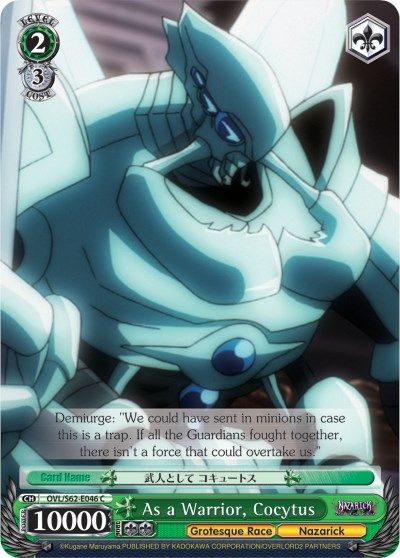 LEVEL
2
3
COST
Demiurge: "We could have sent in minions in case
this is a trap. If all the Guardians fought together,
there isn't a force that could overtake us."
Card Name 武人として コキュートス
CH OVL/S62-E046 C
10000 As a Warrior, Cocytus NAZARICK
Grotesque Race Nazarick
©Kugane Maruyama,PUBLISHED BY KADOKAWA CORPORATION/OVERLORD2 PARTNERS